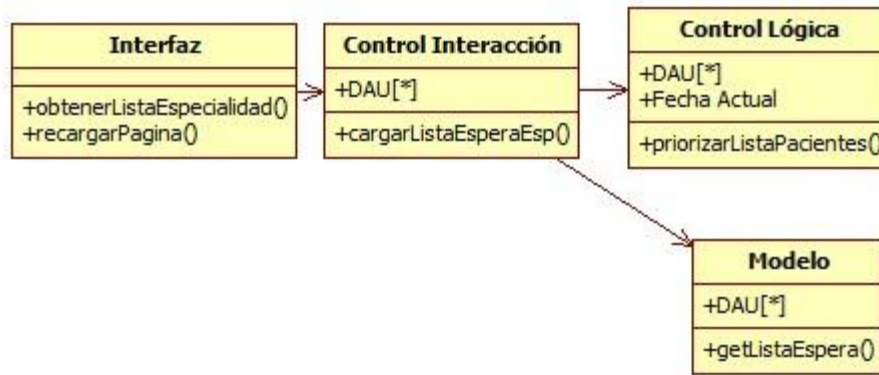 Interfaz
+obtenerListaEspecialidad()
+recargarPagina()
Control Interacción
+DAU[*]
+cargarListaEsperaEsp()
Control Lógica
+DAU[*]
+Fecha Actual
+priorizarListaPacientes()
Modelo
+DAU[*]
+getListaEspera()